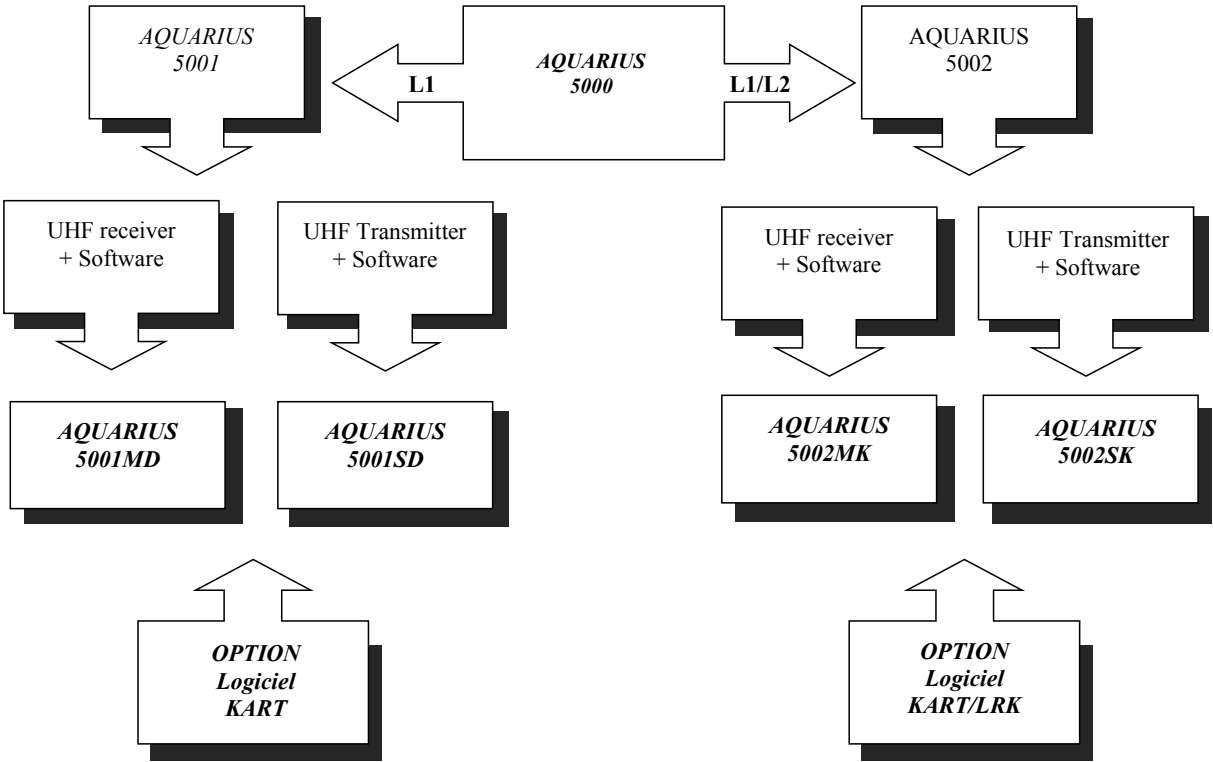 AQUARIUS
5001
L1
AQUARIUS
5000
L1/L2
AQUARIUS
5002
UHF receiver
+ Software
UHF Transmitter
+ Software
UHF receiver
+ Software
UHF Transmitter
+ Software
AQUARIUS
5001MD
AQUARIUS
5001SD
AQUARIUS
5002MK
AQUARIUS
5002SK
OPTION
Logiciel
KART
OPTION
Logiciel
KART/LRK